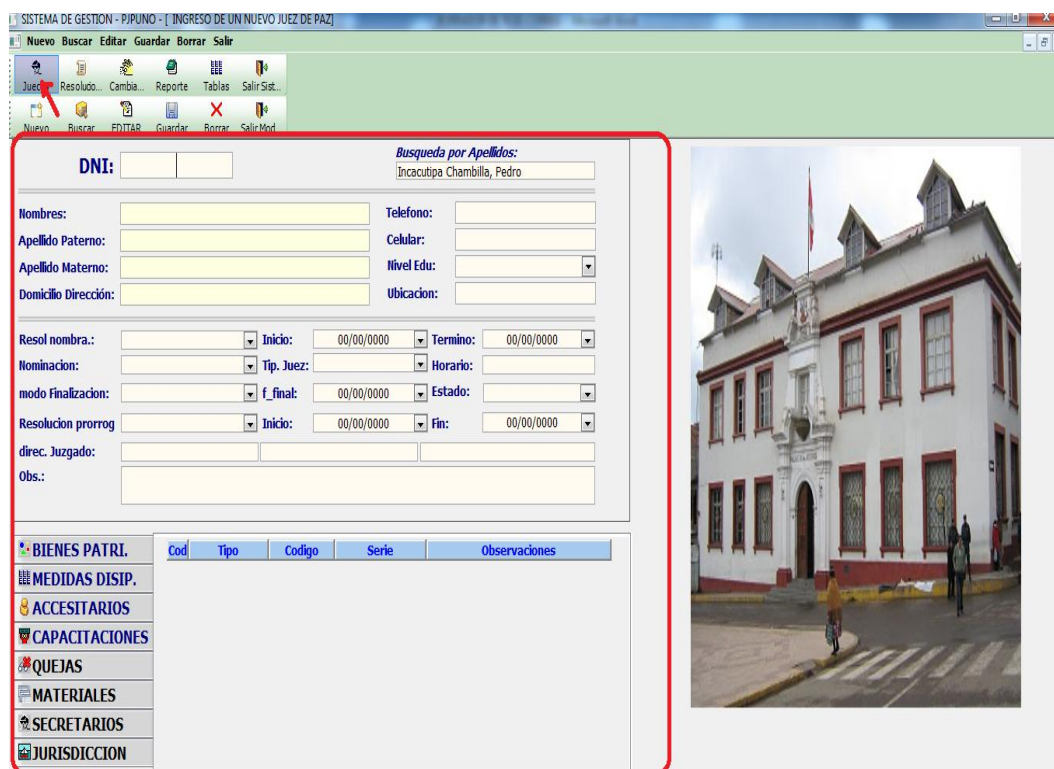 SISTEMA DE GESTION - PJPUNO - [ INGRESO DE UN NUEVO JUEZ DE PAZ]
Nuevo Buscar Editar Guardar Borrar Salir
Resolucio... Cambia... Reporte Tablas Salir Sist...
Nuevo Buscar EDITAR Guardar Borrar Salir Mod...
DNI:
Busqueda por Apellidos:
Incacutipa Chambilla, Pedro
Nombres: Telefono:
Apellido Paterno: Celular:
Apellido Materno: Nivel Edu:
Domicilio Dirección: Ubicacion:
Resol nombra.: Inicio: 00/00/0000 Termino: 00/00/0000
Nominacion: Tip. Juez: Horario:
modo Finalizacion: f_final: 00/00/0000 Estado:
Resolucion prorrog Inicio: 00/00/0000 Fin: 00/00/0000
direc. Juzgado:
Obs.:
BIENES PATRI.
Cod Tipo Codigo Serie Observaciones
MEDIDAS DISIP.
ACCESITARIOS
CAPACITACIONES
QUEJAS
MATERIALES
SECRETARIOS
JURISDICCION